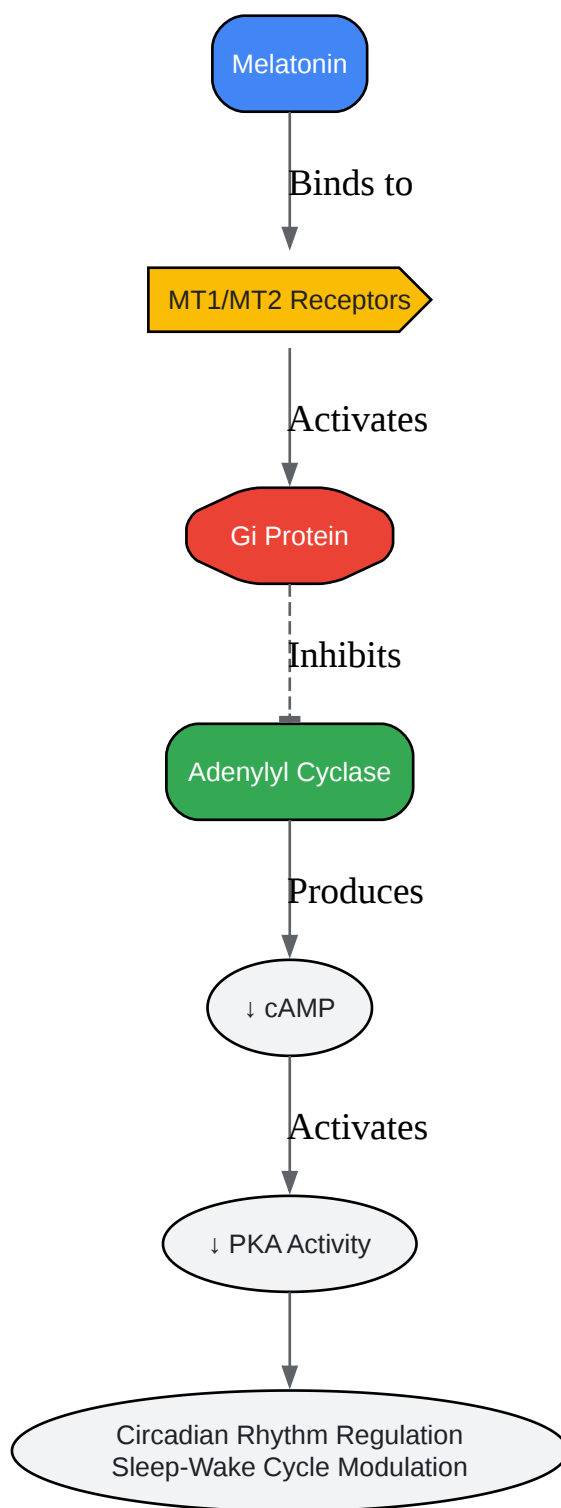 Melatonin
Binds to
MT1/MT2 Receptors
Activates
Gi Protein
Inhibits
Adenylyl Cyclase
Produces
↓ cAMP
Activates
↓ PKA Activity
Circadian Rhythm Regulation
Sleep-Wake Cycle Modulation